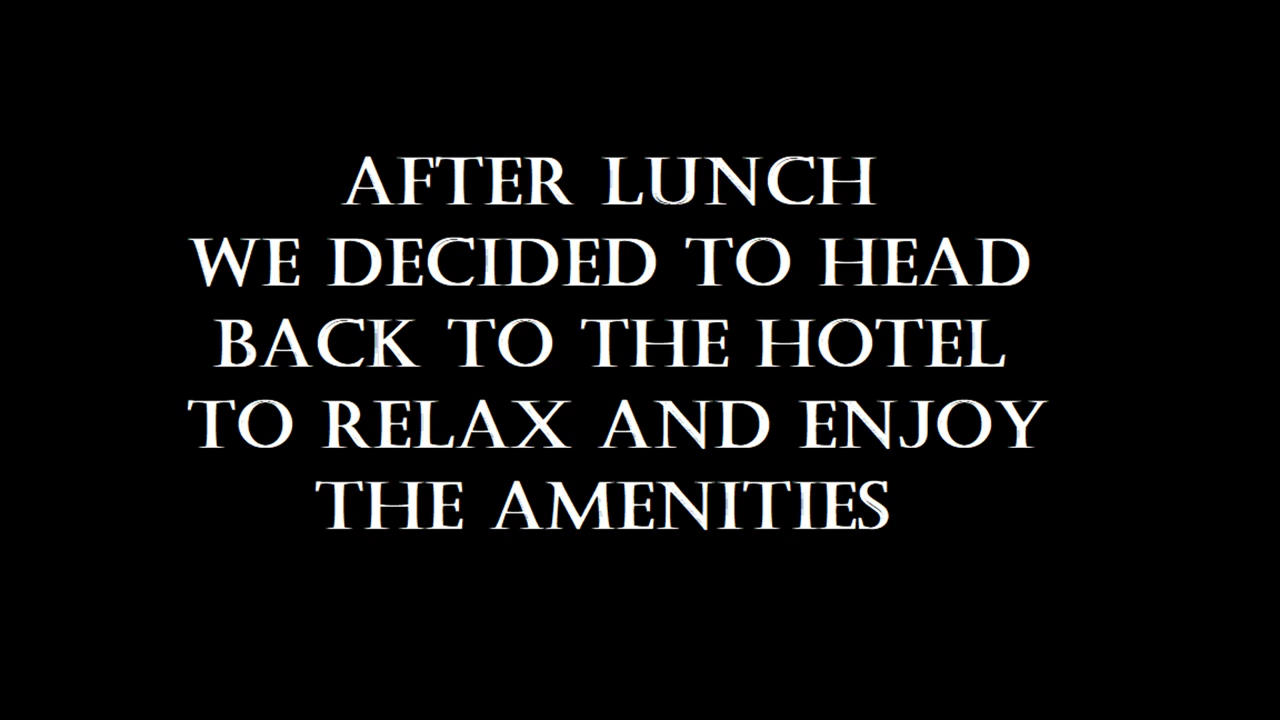 AFTER LUNCH
WE DECIDED TO HEAD
BACK TO THE HOTEL
TO RELAX AND ENJOY
THE AMENITIES